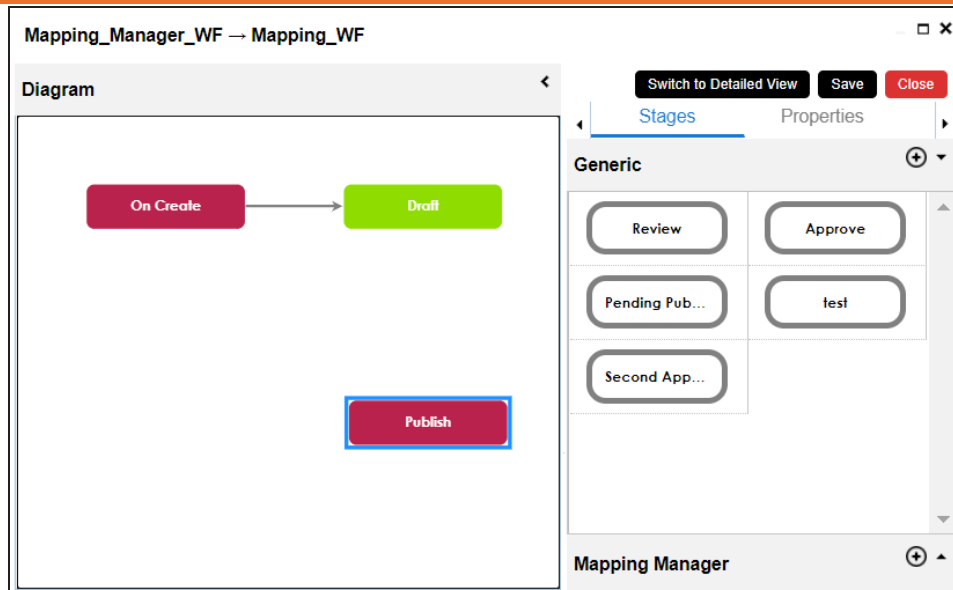 Mapping_Manager_WF → Mapping_WF
Diagram
Switch to Detailed View Save Close
Stages Properties
Generic
On Create Draft
Review Approve
Pending Pub... test
Second App...
Publish
Mapping Manager